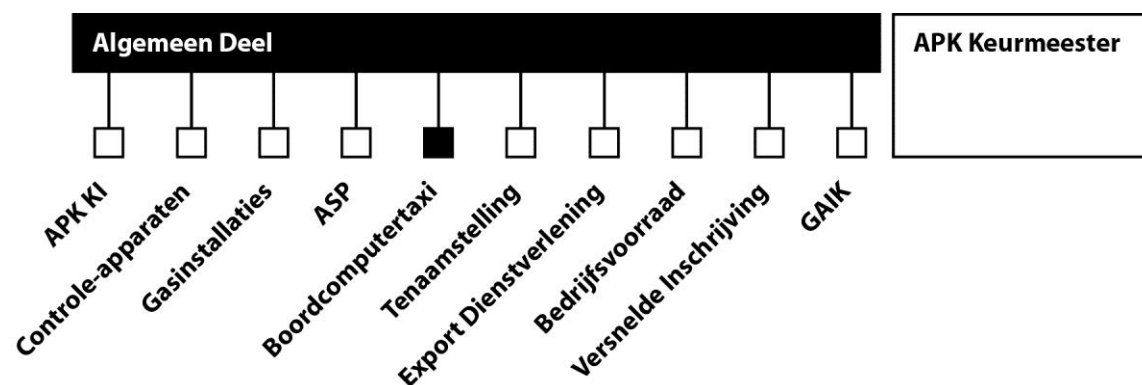 Algemeen Deel
APK Keurmeester
APK KI
Controle-apparaten
Gasinstallaties
ASP
Boordcomputertaxi
Tenaamstelling
Export Dienstverlening
Bedrijfsvoorraad
Versnelde Inschrijving
GAIK